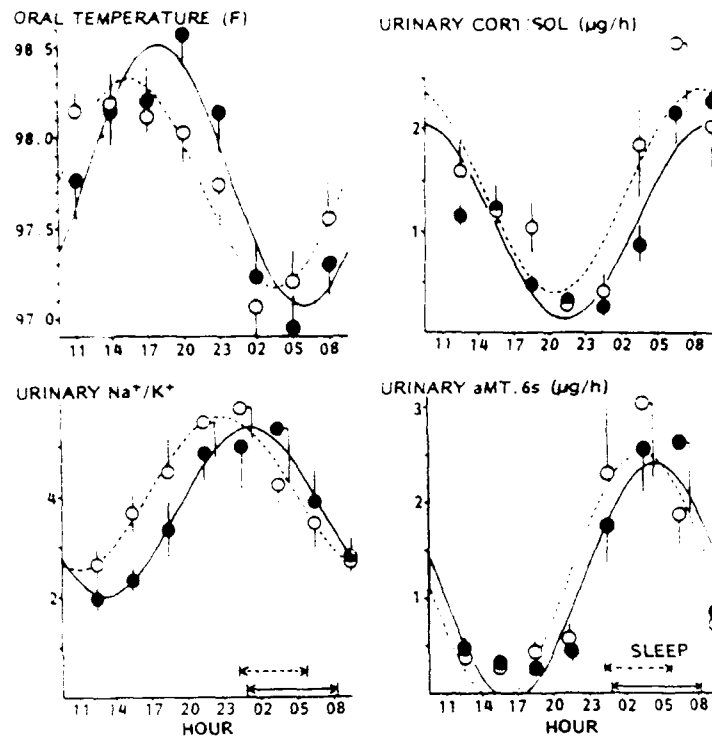 ORAL TEMPERATURE (F)
98.5
98.0
97.5
97.0
11 14 17 20 23 02 05 08
URINARY CORTISOL (µg/h)
2
1
11 14 17 20 23 02 05 08
URINARY Na⁺/K⁺
4
2
11 14 17 20 23 02 05 08
HOUR
URINARY aMT.6s (µg/h)
3
2
1
SLEEP
11 14 17 20 23 02 05 08
HOUR